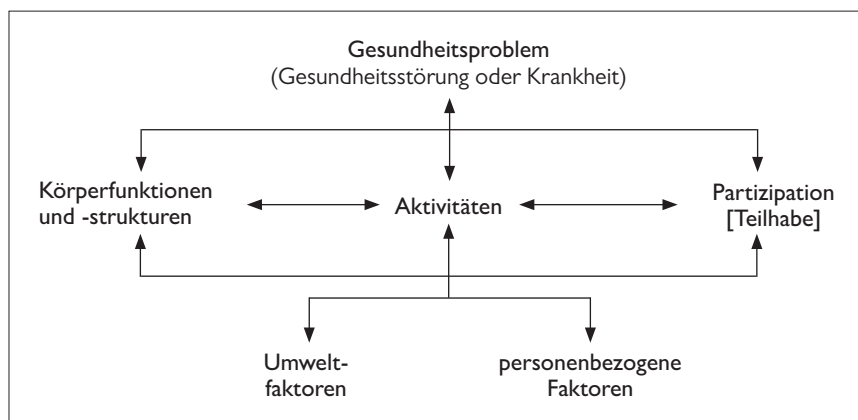 Gesundheitsproblem
(Gesundheitsstörung oder Krankheit)
Körperfunktionen
und -strukturen
Aktivitäten
Partizipation
[Teilhabe]
Umwelt-
faktoren
personenbezogene
Faktoren